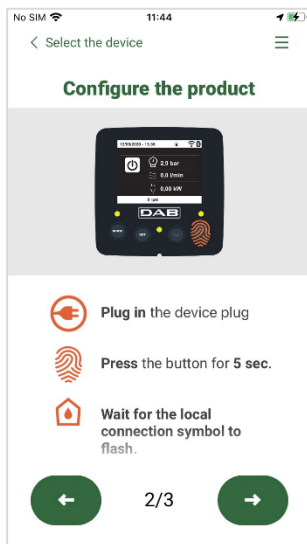 No SIM 11:44
Select the device
Configure the product
2,9 bar
0,0 l/min
0,00 kW
DAB
Plug in the device plug
Press the button for 5 sec.
Wait for the local
connection symbol to
flash.
2/3